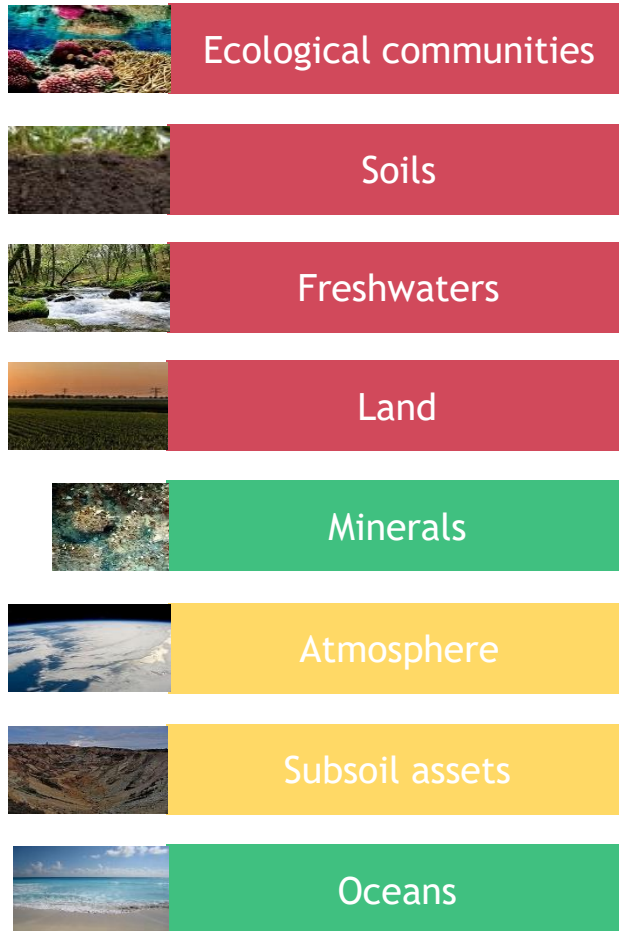 Ecological communities
Soils
Freshwaters
Land
Minerals
Atmosphere
Subsoil assets
Oceans